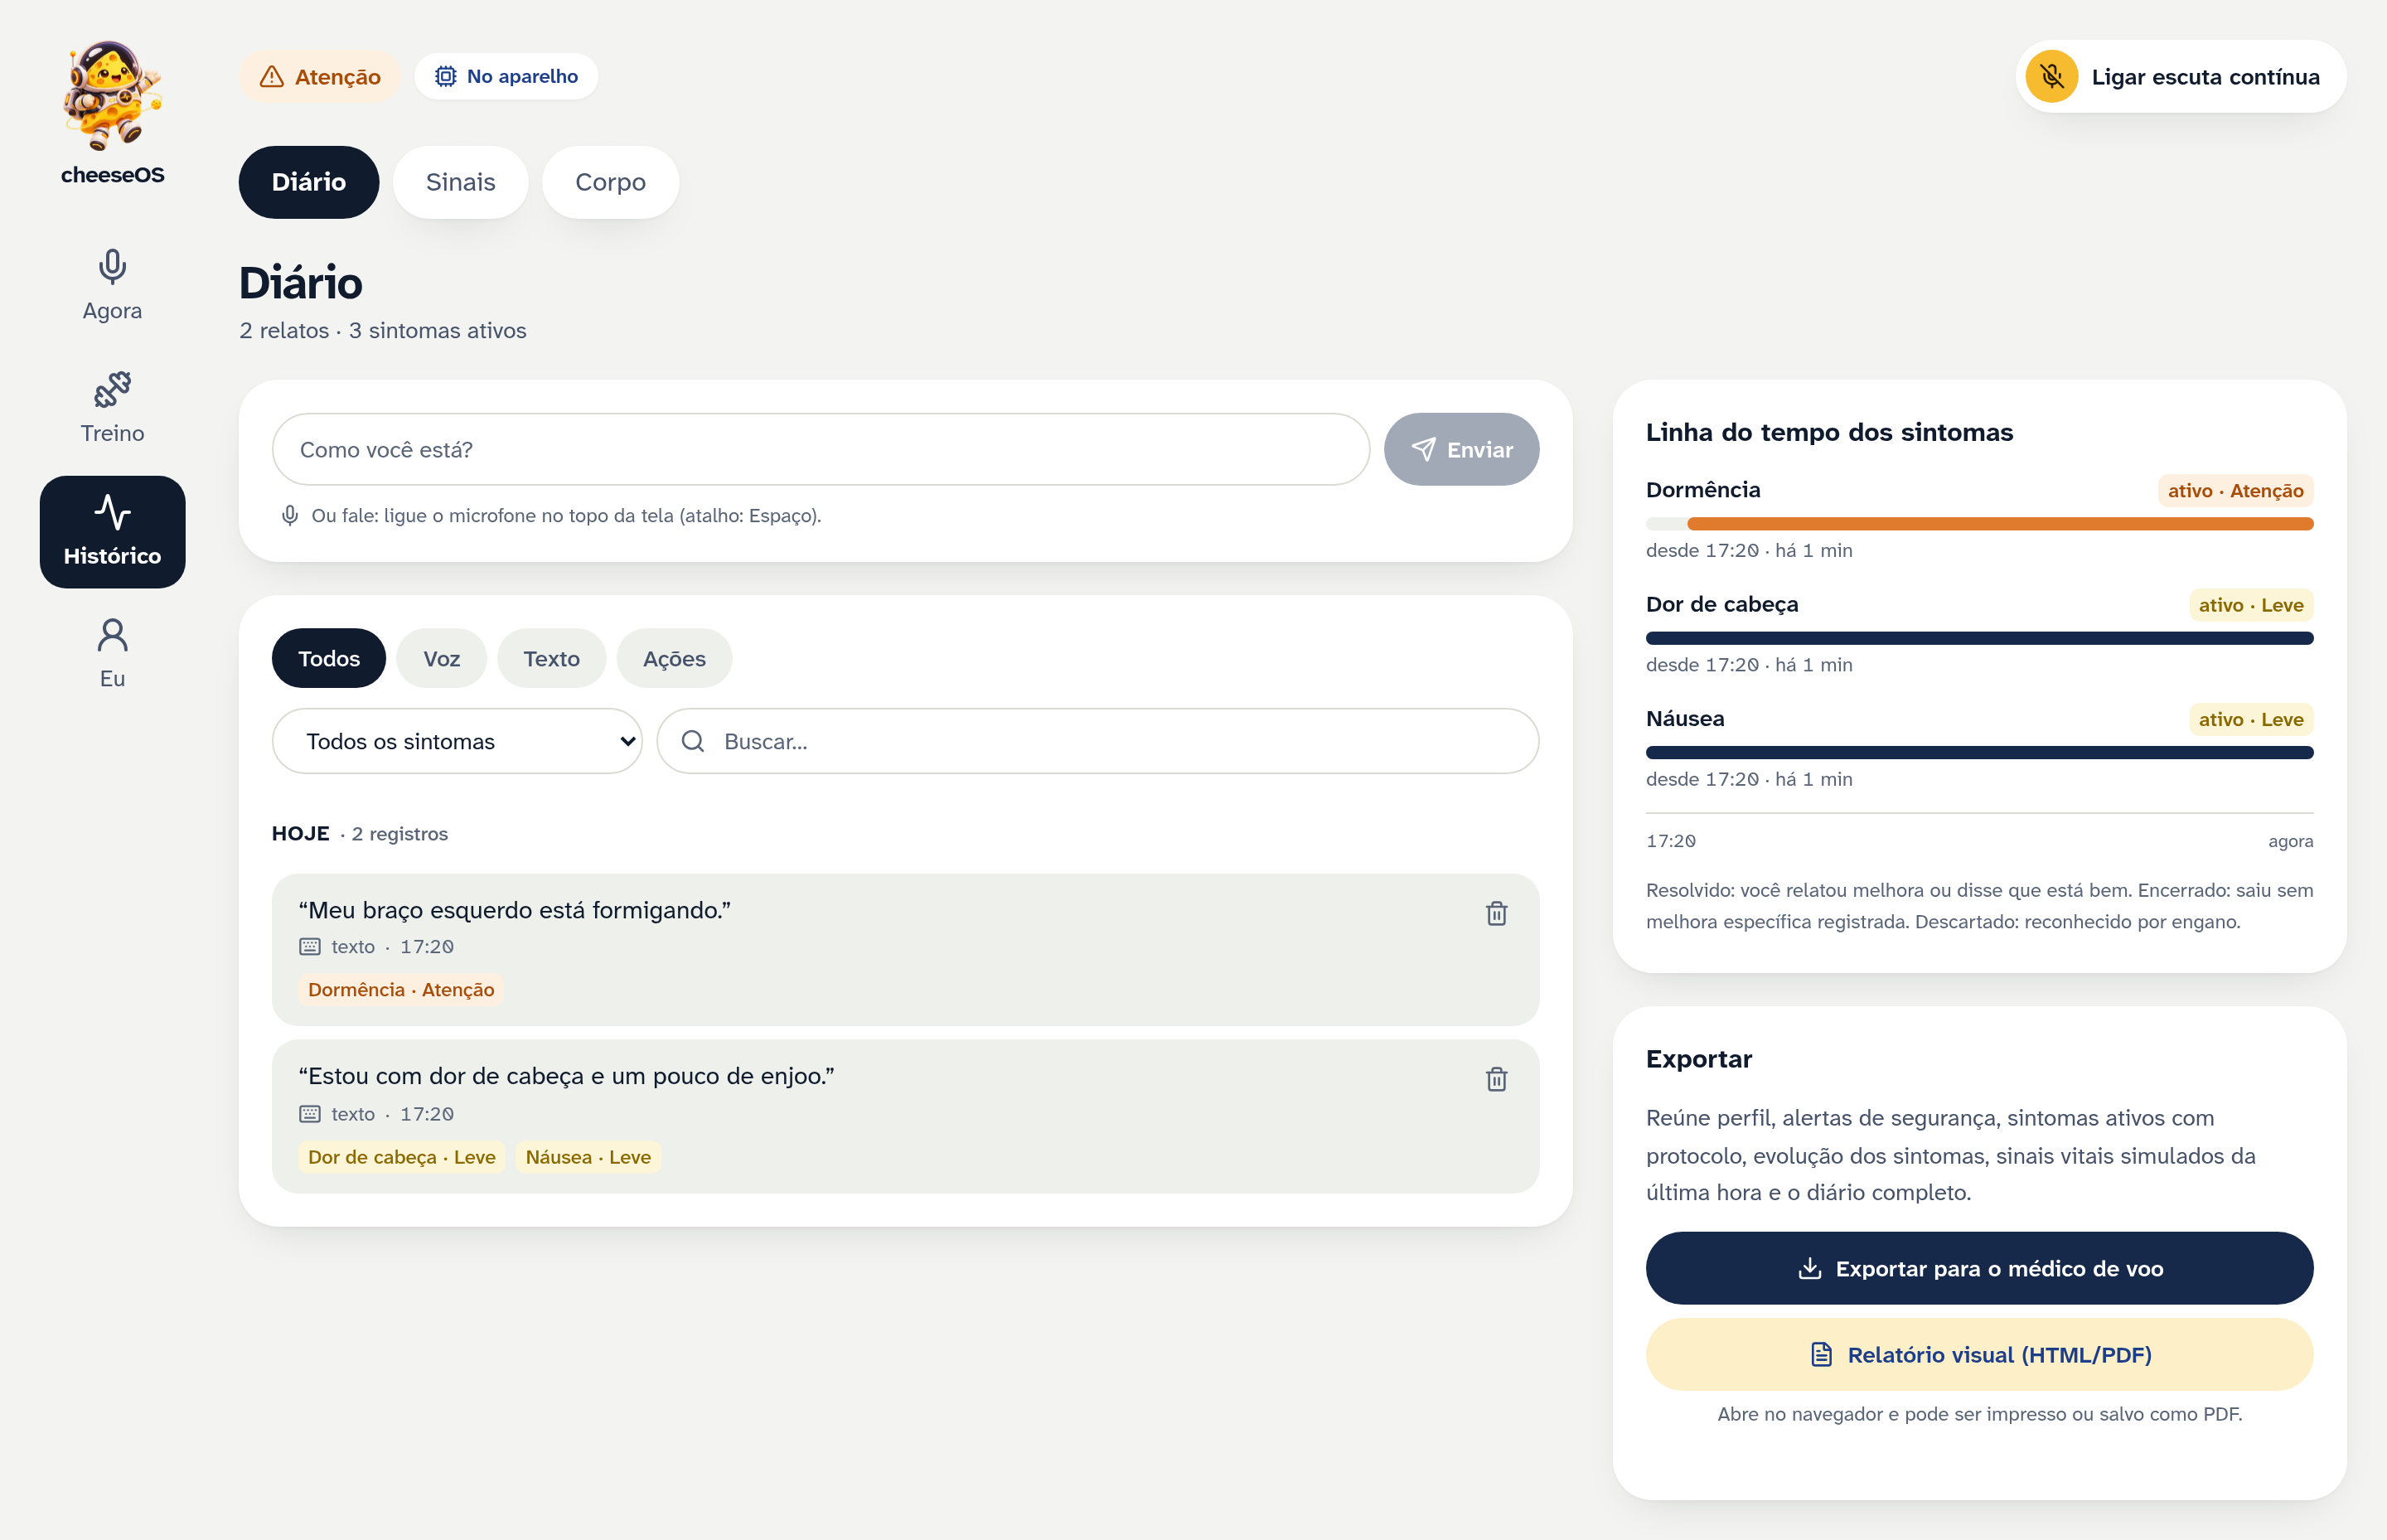 cheeseOS
Agora
Treino
Histórico
Eu
Atenção
No aparelho
Ligar escuta contínua
Diário
Sinais
Corpo
Diário
2 relatos · 3 sintomas ativos
Como você está?
Enviar
Ou fale: ligue o microfone no topo da tela (atalho: Espaço).
Todos
Voz
Texto
Ações
Todos os sintomas
Buscar...
HOJE · 2 registros
“Meu braço esquerdo está formigando.”
texto · 17:20
Dormência · Atenção
“Estou com dor de cabeça e um pouco de enjoo.”
texto · 17:20
Dor de cabeça · Leve
Náusea · Leve
Linha do tempo dos sintomas
Dormência
ativo · Atenção
desde 17:20 · há 1 min
Dor de cabeça
ativo · Leve
desde 17:20 · há 1 min
Náusea
ativo · Leve
desde 17:20 · há 1 min
17:20
agora
Resolvido: você relatou melhora ou disse que está bem. Encerrado: saiu sem
melhora específica registrada. Descartado: reconhecido por engano.
Exportar
Reúne perfil, alertas de segurança, sintomas ativos com
protocolo, evolução dos sintomas, sinais vitais simulados da
última hora e o diário completo.
Exportar para o médico de voo
Relatório visual (HTML/PDF)
Abre no navegador e pode ser impresso ou salvo como PDF.